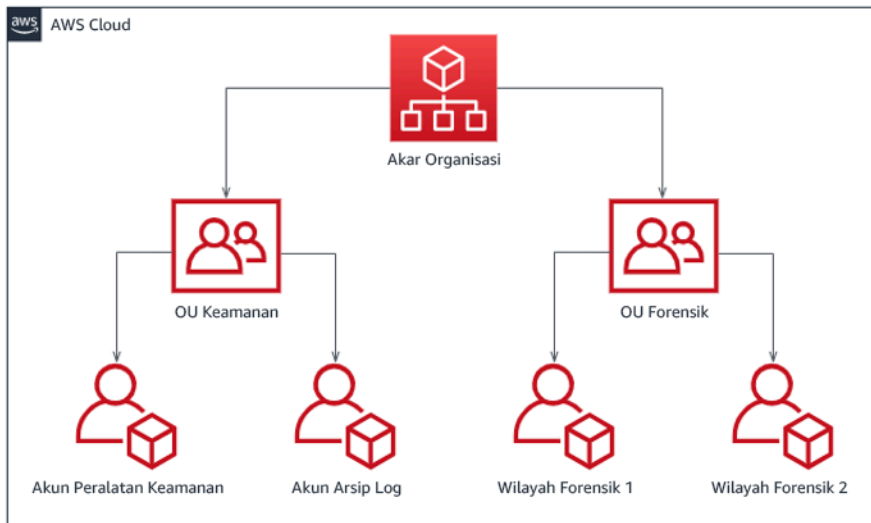 aws
AWS Cloud
Akar Organisasi
OU Keamanan
OU Forensik
Akun Peralatan Keamanan
Akun Arsip Log
Wilayah Forensik 1
Wilayah Forensik 2